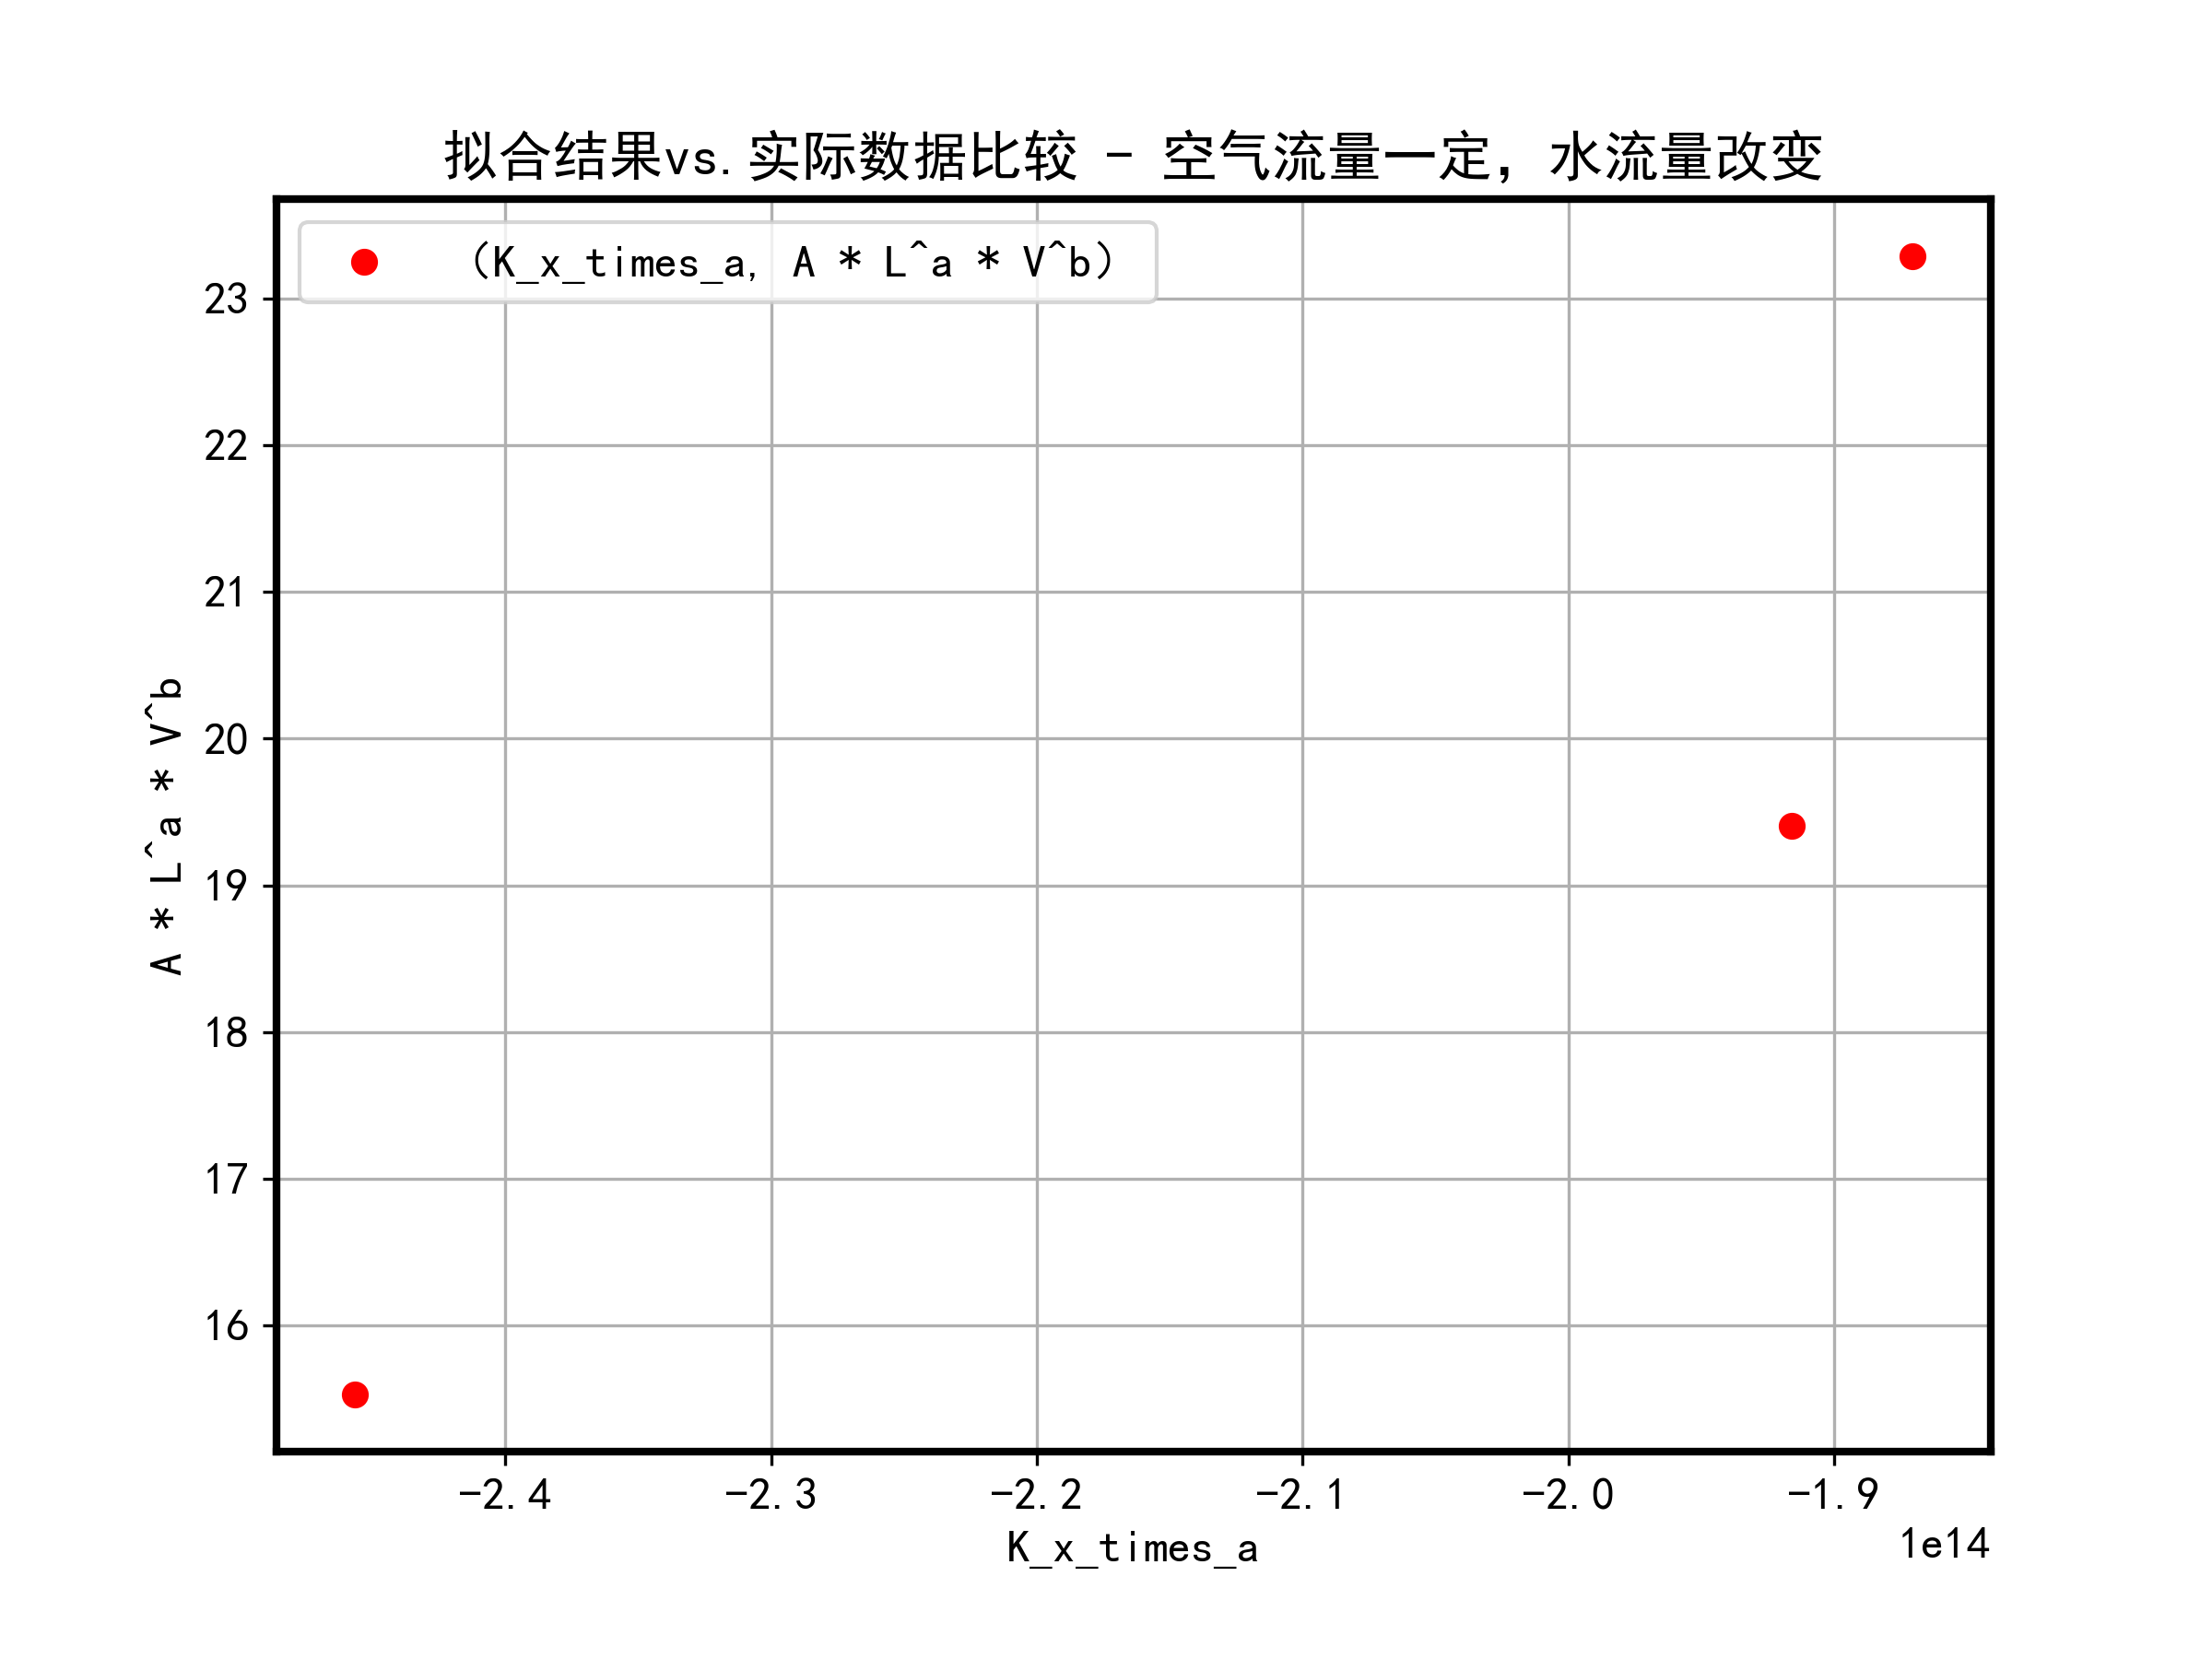 拟合结果vs.实际数据比较 - 空气流量一定，水流量改变
(K_x_times_a, A * L^a * V^b)
A * L^a * V^b
23
22
21
20
19
18
17
16
-2.4 -2.3 -2.2 -2.1 -2.0 -1.9
K_x_times_a
1e14